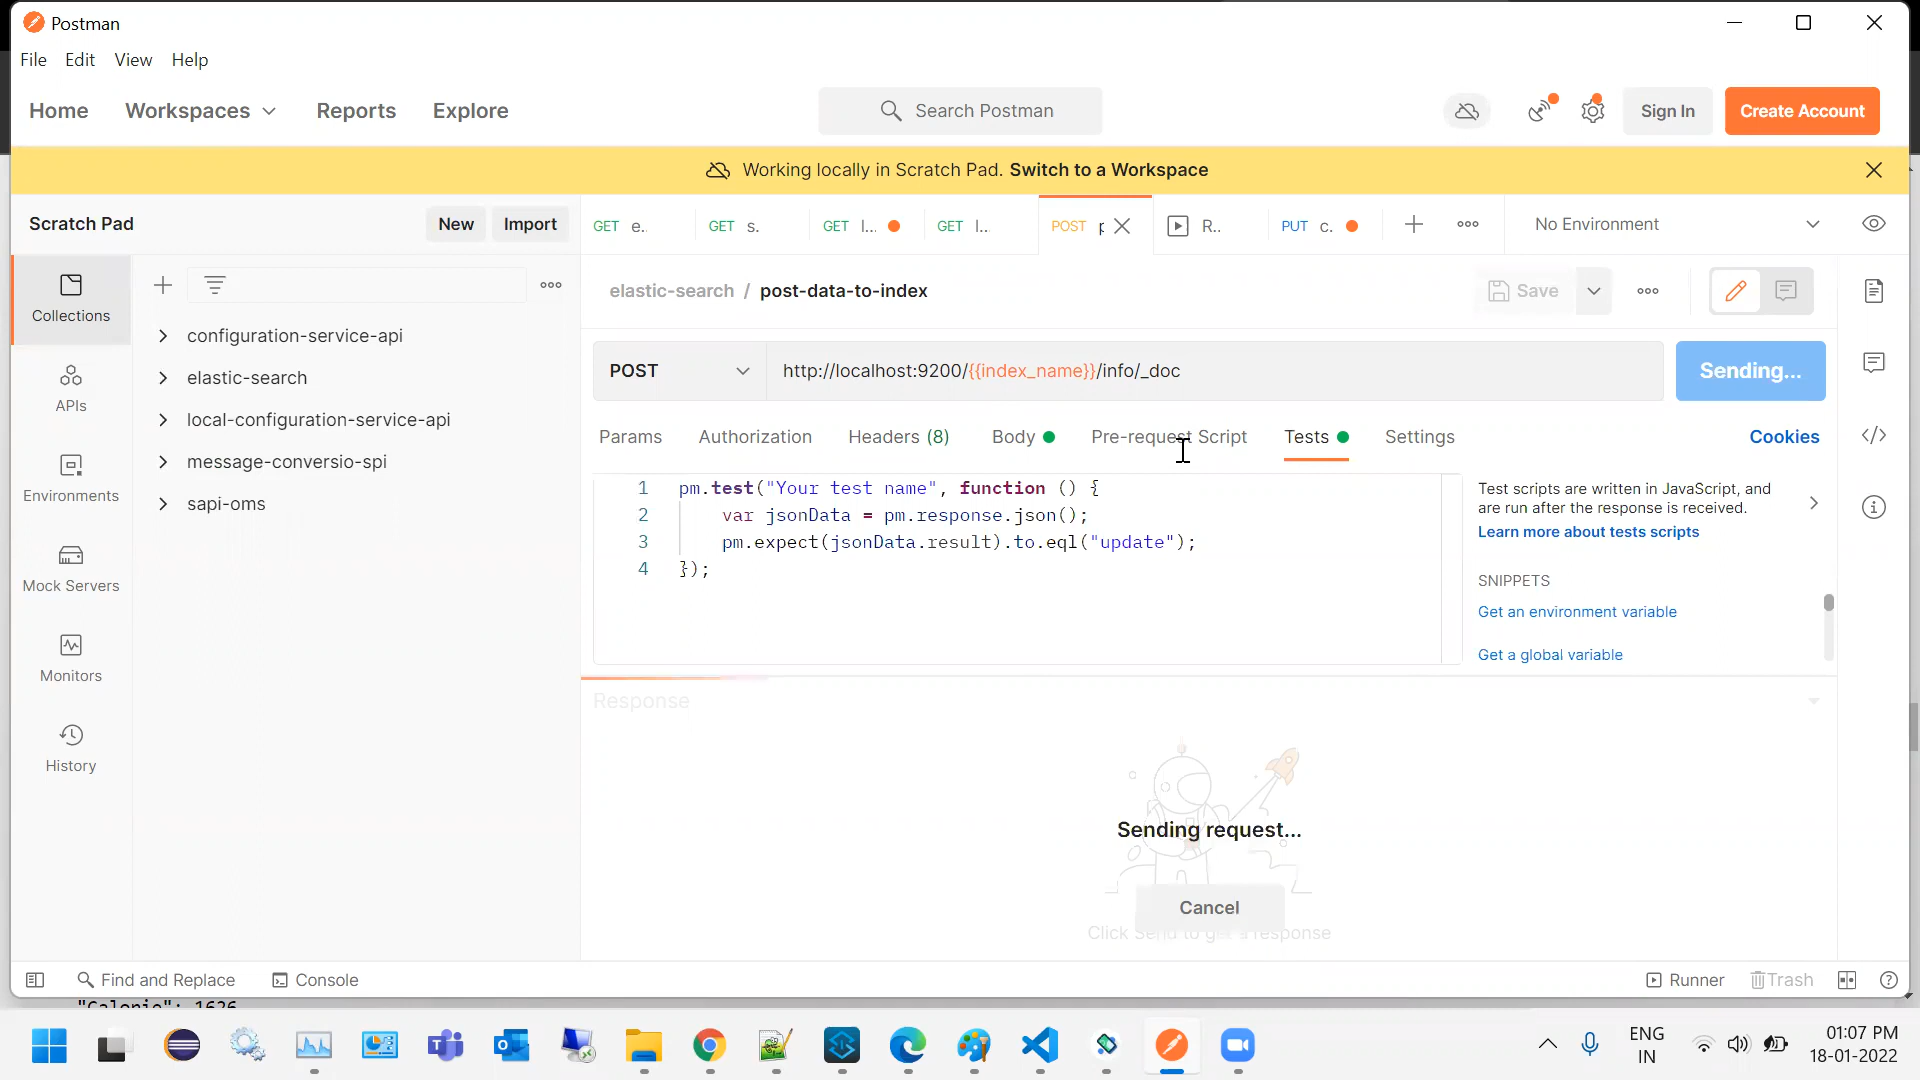 Postman
File Edit View Help
Home Workspaces Reports Explore Search Postman Sign In Create Account
Working locally in Scratch Pad. Switch to a Workspace
Scratch Pad New Import
GET e.. GET s. GET l... GET l... POST p R.. PUT c. No Environment
Collections
APIs
Environments
Mock Servers
Monitors
History
configuration-service-api
elastic-search
local-configuration-service-api
message-conversio-spi
sapi-oms
elastic-search / post-data-to-index Save
POST http://localhost:9200/{{index_name}}/info/_doc Sending...
Params Authorization Headers (8) Body Pre-request Script Tests Settings Cookies
1 pm.test("Your test name", function () {
2 var jsonData = pm.response.json();
3 pm.expect(jsonData.result).to.eql("update");
4 });
Test scripts are written in JavaScript, and
are run after the response is received.
Learn more about tests scripts
SNIPPETS
Get an environment variable
Get a global variable
Response
Sending request...
Cancel
Click Send to get a response
Find and Replace Console Runner Trash
"Calorie": 1626
ENG
IN
01:07 PM
18-01-2022